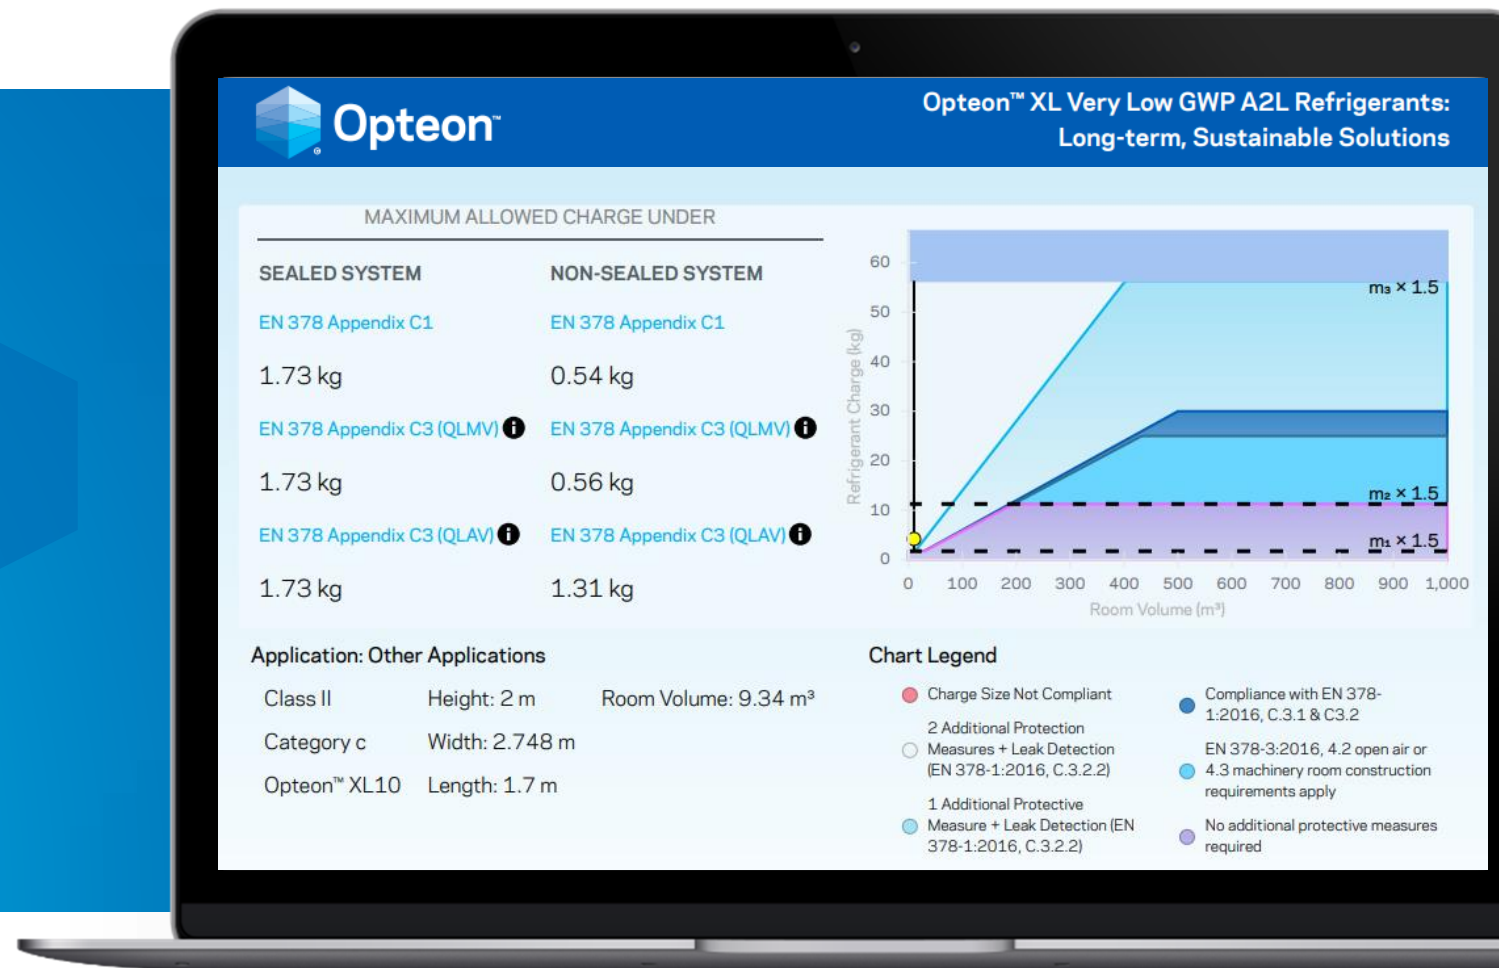 Opteon™
Opteon™ XL Very Low GWP A2L Refrigerants:
Long-term, Sustainable Solutions
MAXIMUM ALLOWED CHARGE UNDER
SEALED SYSTEM
NON-SEALED SYSTEM
EN 378 Appendix C1
EN 378 Appendix C1
1.73 kg
0.54 kg
EN 378 Appendix C3 (QLMV) i
EN 378 Appendix C3 (QLMV) i
1.73 kg
0.56 kg
EN 378 Appendix C3 (QLAV) i
EN 378 Appendix C3 (QLAV) i
1.73 kg
1.31 kg
Refrigerant Charge (kg)
60
50
40
30
20
10
0
m₃ × 1.5
m₂ × 1.5
m₁ × 1.5
0 100 200 300 400 500 600 700 800 900 1,000
Room Volume (m³)
Application: Other Applications
Class II
Height: 2 m
Room Volume: 9.34 m³
Category c
Width: 2.748 m
Opteon™ XL10
Length: 1.7 m
Chart Legend
Charge Size Not Compliant
2 Additional Protection
Measures + Leak Detection
(EN 378-1:2016, C.3.2.2)
1 Additional Protective
Measure + Leak Detection (EN
378-1:2016, C.3.2.2)
Compliance with EN 378-
1:2016, C.3.1 & C3.2
EN 378-3:2016, 4.2 open air or
4.3 machinery room construction
requirements apply
No additional protective measures
required